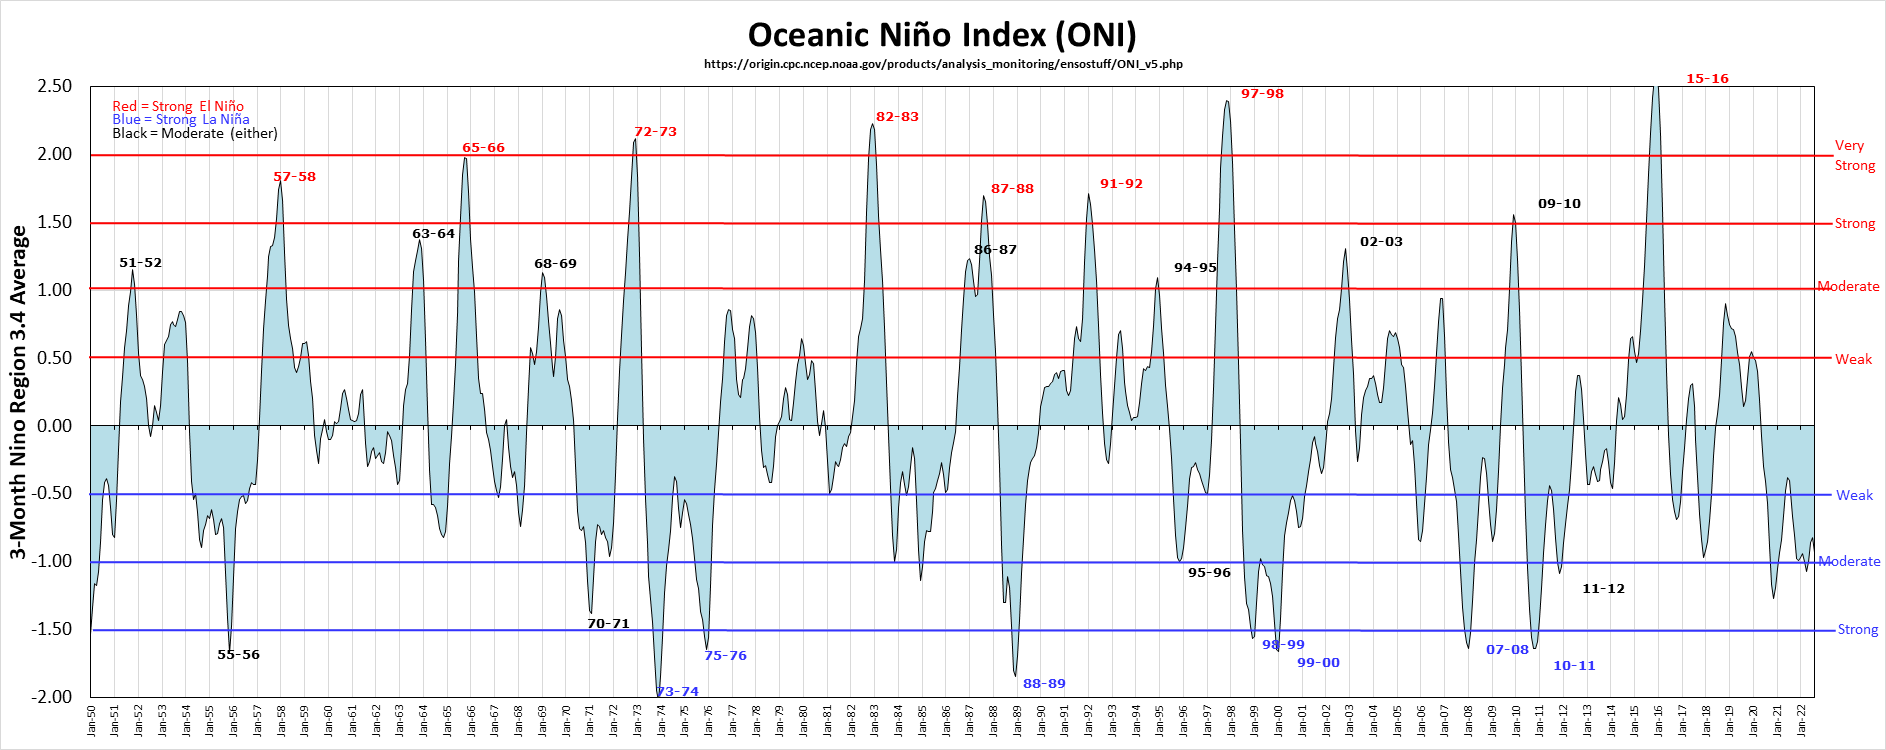 Oceanic Niño Index (ONI)
https://origin.cpc.ncep.noaa.gov/products/analysis_monitoring/ensostuff/ONI_v5.php
3-Month Nino Region 3.4 Average
2.50
2.00
1.50
1.00
0.50
0.00
-0.50
-1.00
-1.50
-2.00
Red = Strong El Niño
Blue = Strong La Niña
Black = Moderate (either)
51-52
55-56
57-58
63-64
65-66
68-69
70-71
72-73
73-74
75-76
82-83
86-87
87-88
88-89
91-92
94-95
95-96
97-98
98-99
99-00
02-03
07-08
09-10
10-11
11-12
15-16
Very
Strong
Strong
Moderate
Weak
Weak
Moderate
Strong
Jan-50
Jan-51
Jan-52
Jan-53
Jan-54
Jan-55
Jan-56
Jan-57
Jan-58
Jan-59
Jan-60
Jan-61
Jan-62
Jan-63
Jan-64
Jan-65
Jan-66
Jan-67
Jan-68
Jan-69
Jan-70
Jan-71
Jan-72
Jan-73
Jan-74
Jan-75
Jan-76
Jan-77
Jan-78
Jan-79
Jan-80
Jan-81
Jan-82
Jan-83
Jan-84
Jan-85
Jan-86
Jan-87
Jan-88
Jan-89
Jan-90
Jan-91
Jan-92
Jan-93
Jan-94
Jan-95
Jan-96
Jan-97
Jan-98
Jan-99
Jan-00
Jan-01
Jan-02
Jan-03
Jan-04
Jan-05
Jan-06
Jan-07
Jan-08
Jan-09
Jan-10
Jan-11
Jan-12
Jan-13
Jan-14
Jan-15
Jan-16
Jan-17
Jan-18
Jan-19
Jan-20
Jan-21
Jan-22